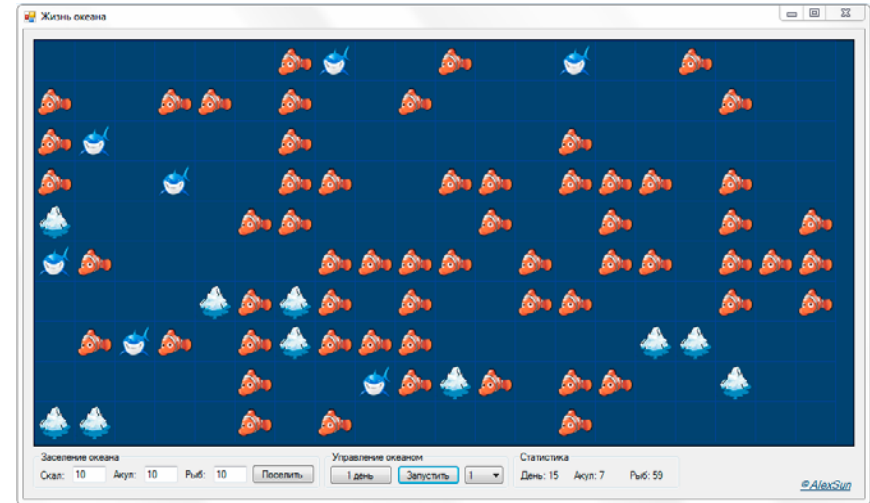 Жизнь океана
Заселение океана
Скал: 10 Акул: 10 Рыб: 10 Поселить
Управление океаном
1 день Запустить 1
Статистика
День: 15 Акул: 7 Рыб: 59
©AlexSun